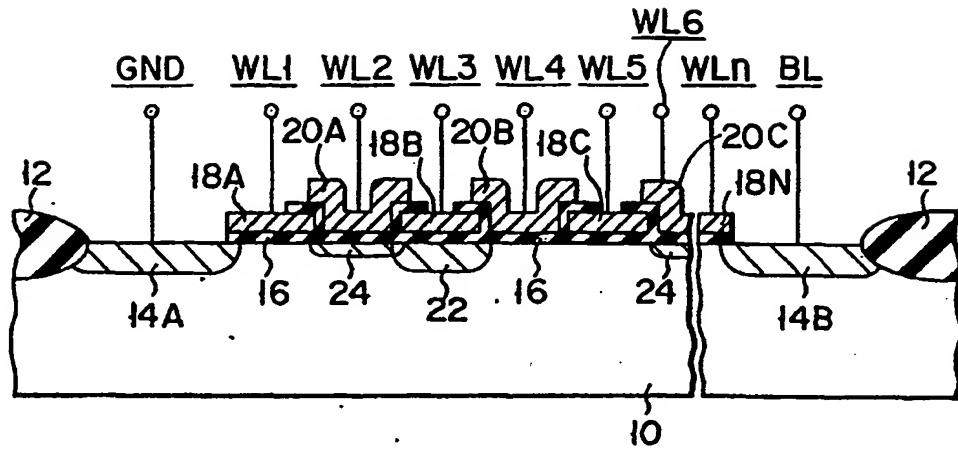 WL6
GND WL1 WL2 WL3 WL4 WL5 WLn BL
20A 18B 20B 18C 20C
12 18A 18N 12
14A 16 24 22 16 24 14B
10